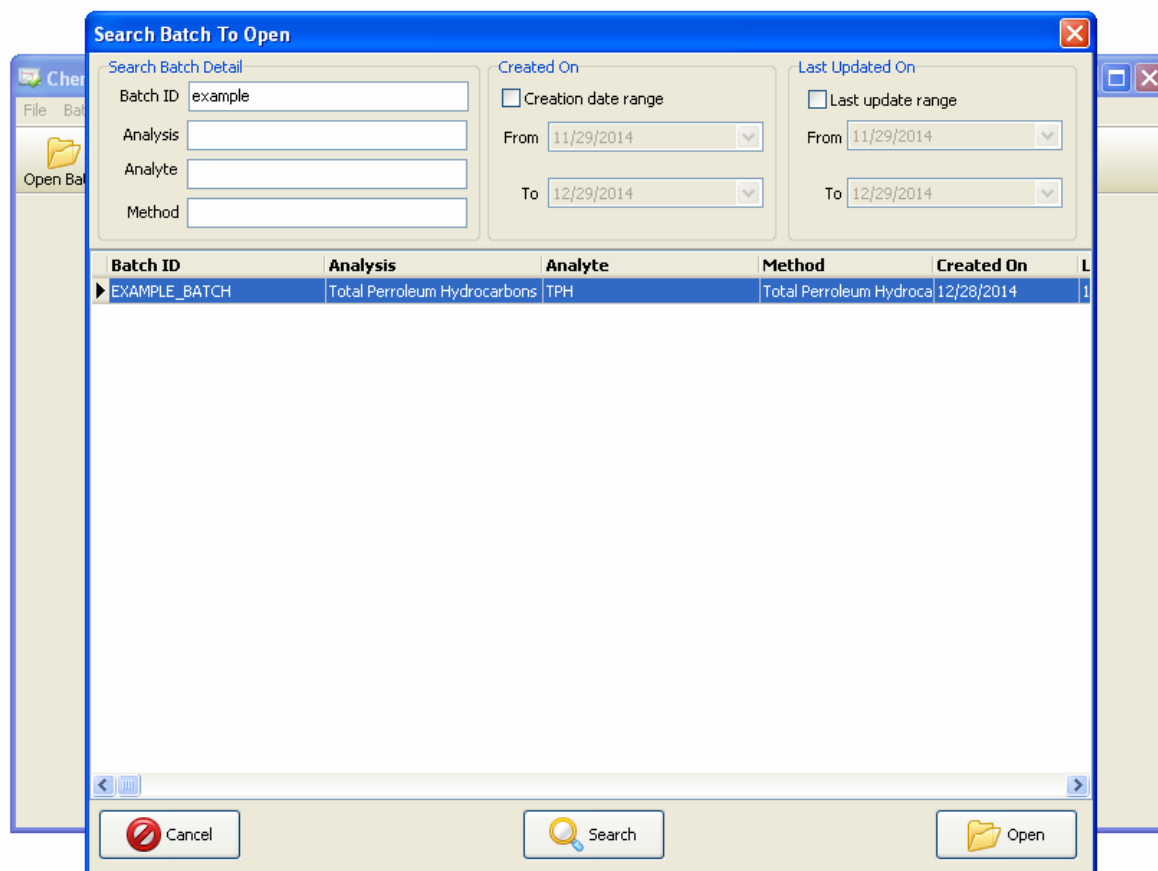 Search Batch To Open
Cher
File Bat
Open Bat
Search Batch Detail
Batch ID example
Analysis
Analyte
Method
Created On
Creation date range
From 11/29/2014
To 12/29/2014
Last Updated On
Last update range
From 11/29/2014
To 12/29/2014
Batch ID Analysis Analyte Method Created On L
EXAMPLE_BATCH Total Perroleum Hydrocarbons TPH Total Perroleum Hydroca 12/28/2014 1
Cancel Search Open